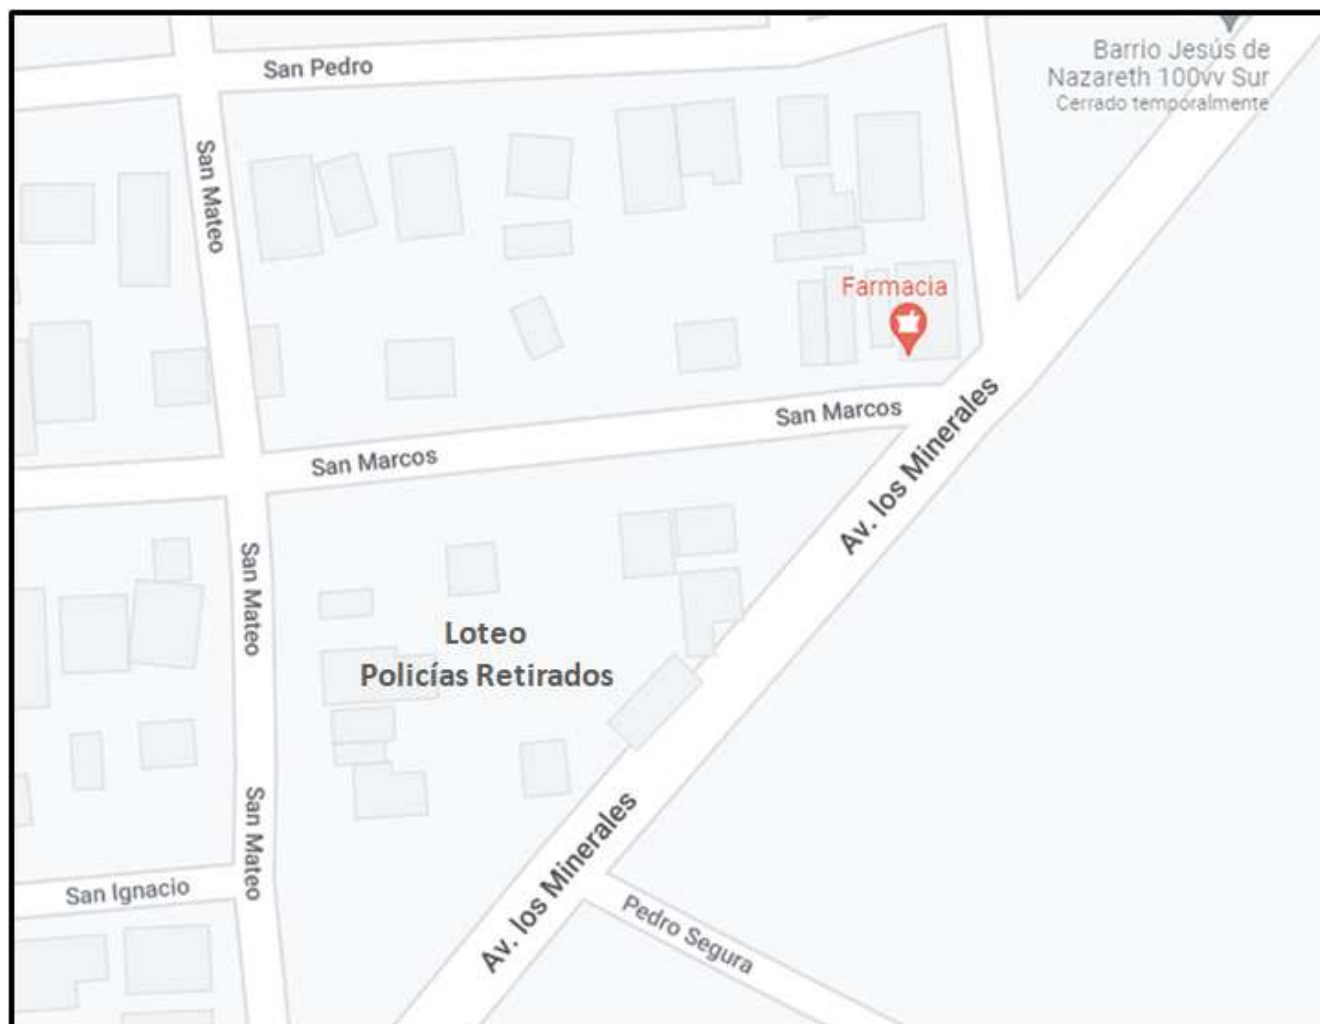 San Pedro
Barrio Jesús de
Nazareth 100vv Sur
Cerrado temporalmente
San Mateo
Farmacia
San Marcos
San Marcos
Av. los Minerales
San Mateo
Loteo
Policías Retirados
San Mateo
Av. los Minerales
San Ignacio
Pedro Segura